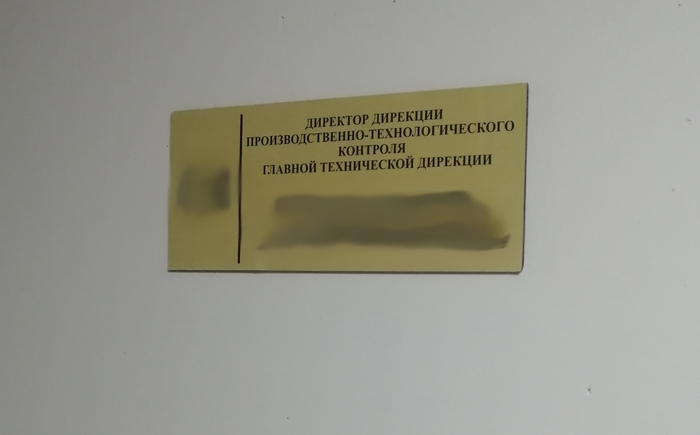 ДИРЕКТОР ДИРЕКЦИИ
ПРОИЗВОДСТВЕННО-ТЕХНОЛОГИЧЕСКОГО
КОНТРОЛЯ
ГЛАВНОЙ ТЕХНИЧЕСКОЙ ДИРЕКЦИИ